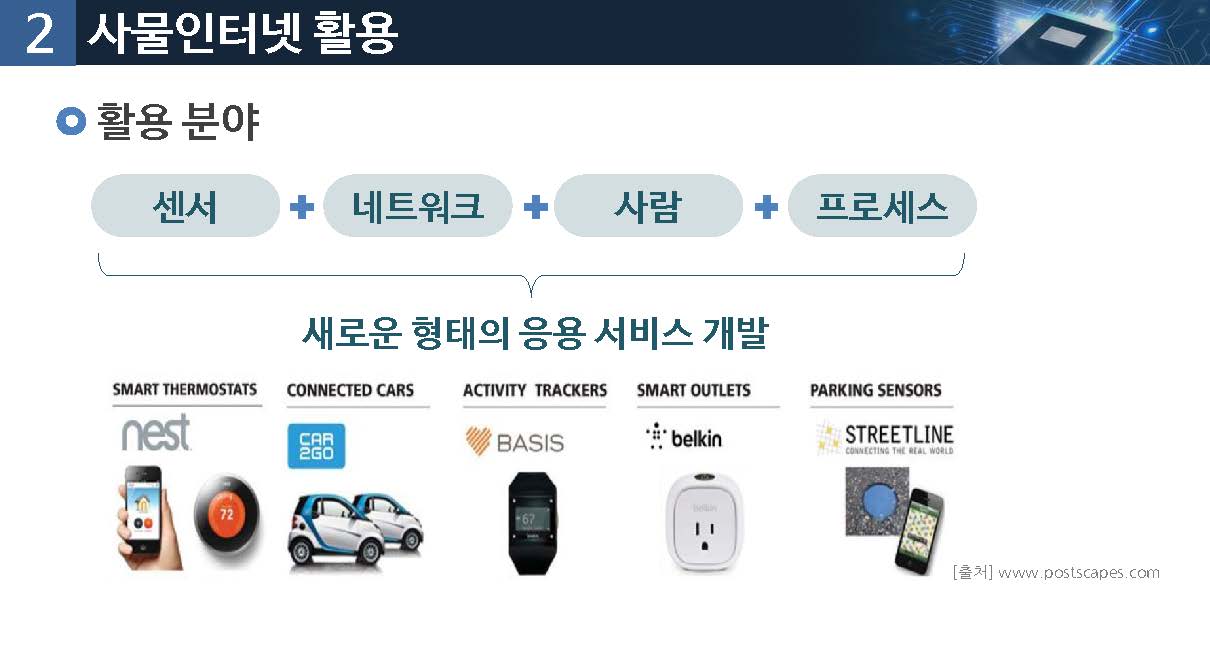 2 사물인터넷 활용
활용 분야
센서 + 네트워크 + 사람 + 프로세스
새로운 형태의 응용 서비스 개발
SMART THERMOSTATS CONNECTED CARS ACTIVITY TRACKERS SMART OUTLETS PARKING SENSORS
nest CAR2GO BASIS belkin STREETLINE
CONNECTING THE REAL WORLD
72
67
belkin
[출처] www.postscapes.com